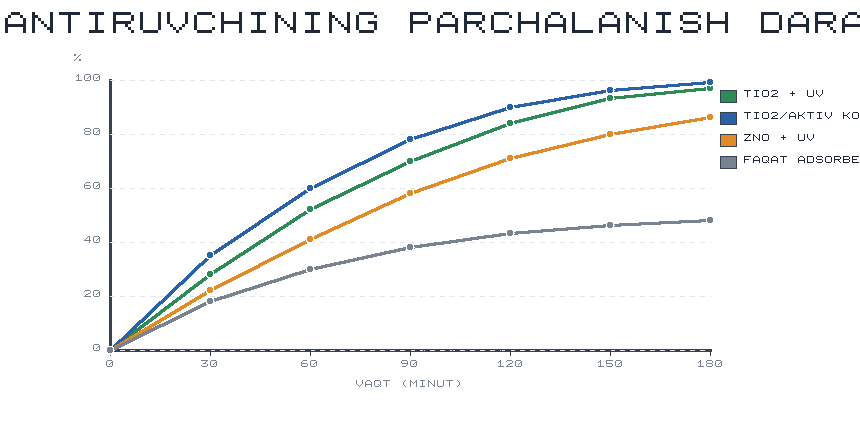 ANTIRUVCHINING PARCHALANISH DARA
%
100
80
60
40
20
0
0 30 60 90 120 150 180
VAQT (MINUT)
TIO2 + UV
TIO2/AKTIV KO
ZNO + UV
FAQAT ADSORBE